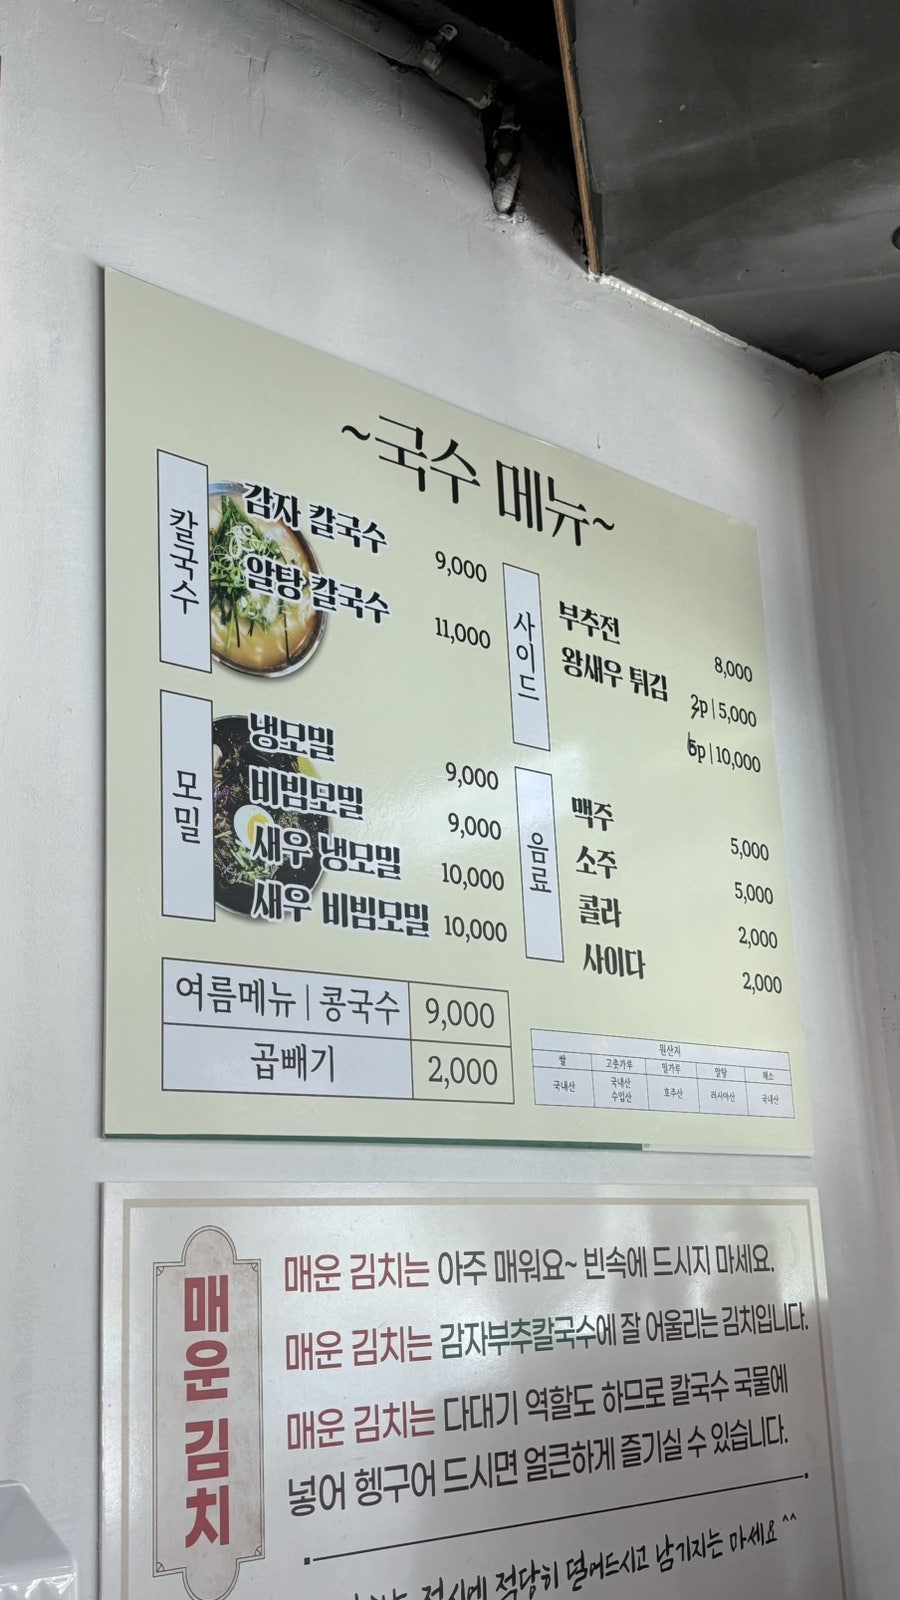 ~국수 메뉴~
칼국수
감자 칼국수 9,000
알탕 칼국수 11,000
모밀
냉모밀 9,000
비빔모밀 9,000
새우 냉모밀 10,000
새우 비빔모밀 10,000
여름메뉴 | 콩국수 9,000
곱빼기 2,000
사이드
부추전 8,000
왕새우 튀김 2p | 5,000
5p | 10,000
음료
맥주 5,000
소주 5,000
콜라 2,000
사이다 2,000
원산지
쌀 고춧가루 밀가루 알탕 채소
국내산 국내산 호주산 러시아산 국내산
수입산
매운 김치
매운 김치는 아주 매워요~ 빈속에 드시지 마세요.
매운 김치는 감자부추칼국수에 잘 어울리는 김치입니다.
매운 김치는 다대기 역할도 하므로 칼국수 국물에
넣어 헹구어 드시면 얼큰하게 즐기실 수 있습니다.
적당히 덜어드시고 남기지는 마세요^^